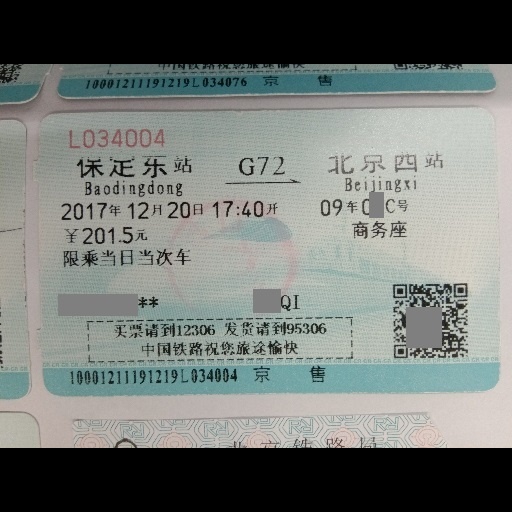 中国铁路祝您旅途愉快
10001211191219L034076 京 售
L034004
保定东站 G72 北京西站
Baodingdong Beijingxi
2017年12月20日17:40开 09车0 C号
￥201.5元 商务座
限乘当日当次车
** QI
买票请到12306 发货请到95306
中国铁路祝您旅途愉快
10001211191219L034004 京 售
北京铁路局